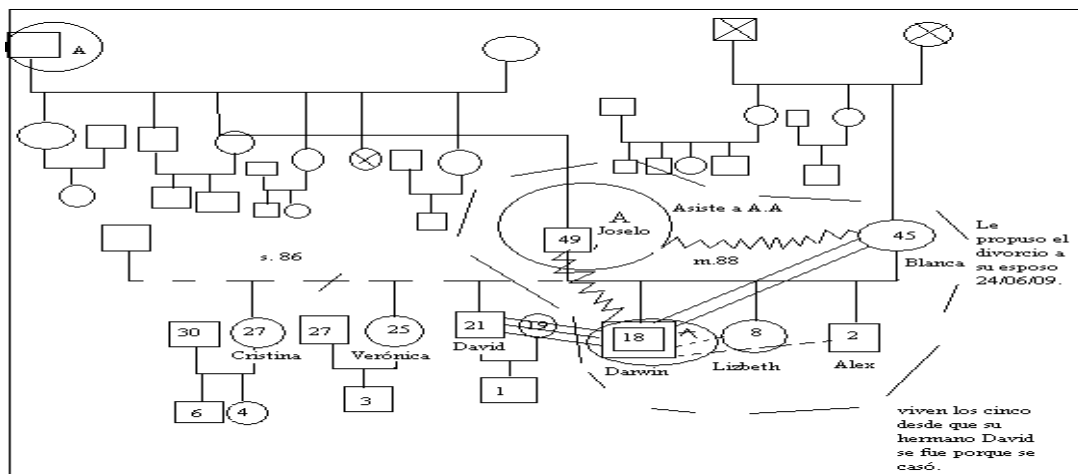 A
A
Joselo
49
Asiste a A.A
45
Blanca
Le
propuso el
divorcio a
su esposo
24/06/09.
s. 86
m.88
30
27
Cristina
27
25
Verónica
21
David
19
18
A
Darwin
8
Lizbeth
2
Alex
6
4
3
1
viven los cinco
desde que su
hermano David
se fue porque se
casó.